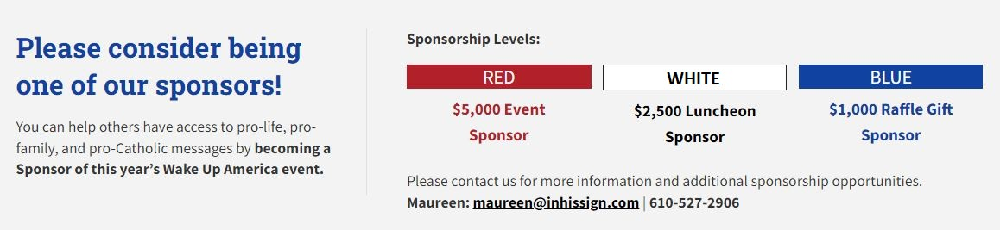 Please consider being
one of our sponsors!
You can help others have access to pro-life, pro-
family, and pro-Catholic messages by becoming a
Sponsor of this year’s Wake Up America event.
Sponsorship Levels:
RED
$5,000 Event
Sponsor
WHITE
$2,500 Luncheon
Sponsor
BLUE
$1,000 Raffle Gift
Sponsor
Please contact us for more information and additional sponsorship opportunities.
Maureen: maureen@inhissign.com | 610-527-2906